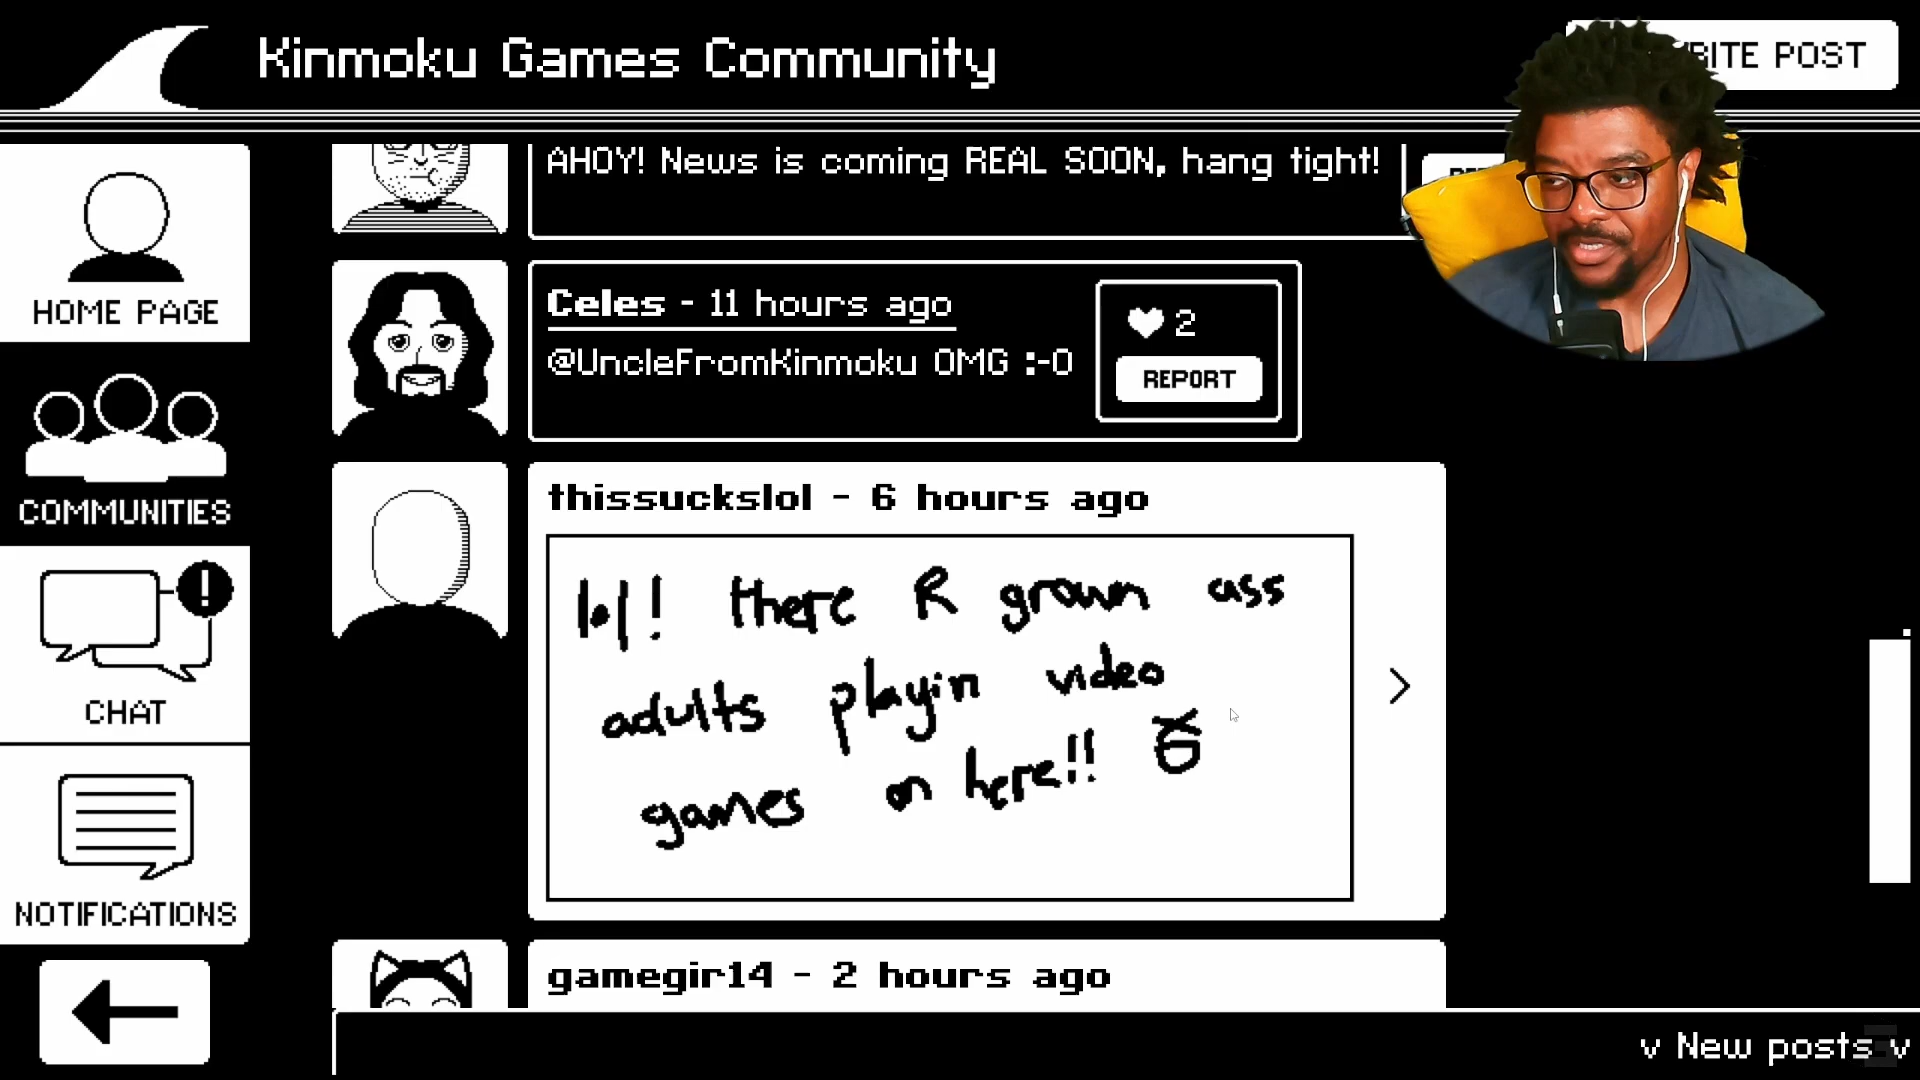 Kinmoku Games Community
RITE POST
HOME PAGE
COMMUNITIES
CHAT
NOTIFICATIONS
AHOY! News is coming REAL SOON, hang tight!
Celes - 11 hours ago
@UncleFromKinmoku OMG :-O
2
REPORT
thissuckslol - 6 hours ago
lol! there R grown ass
adults playin video
games on here!!
gamegir14 - 2 hours ago
v New posts v